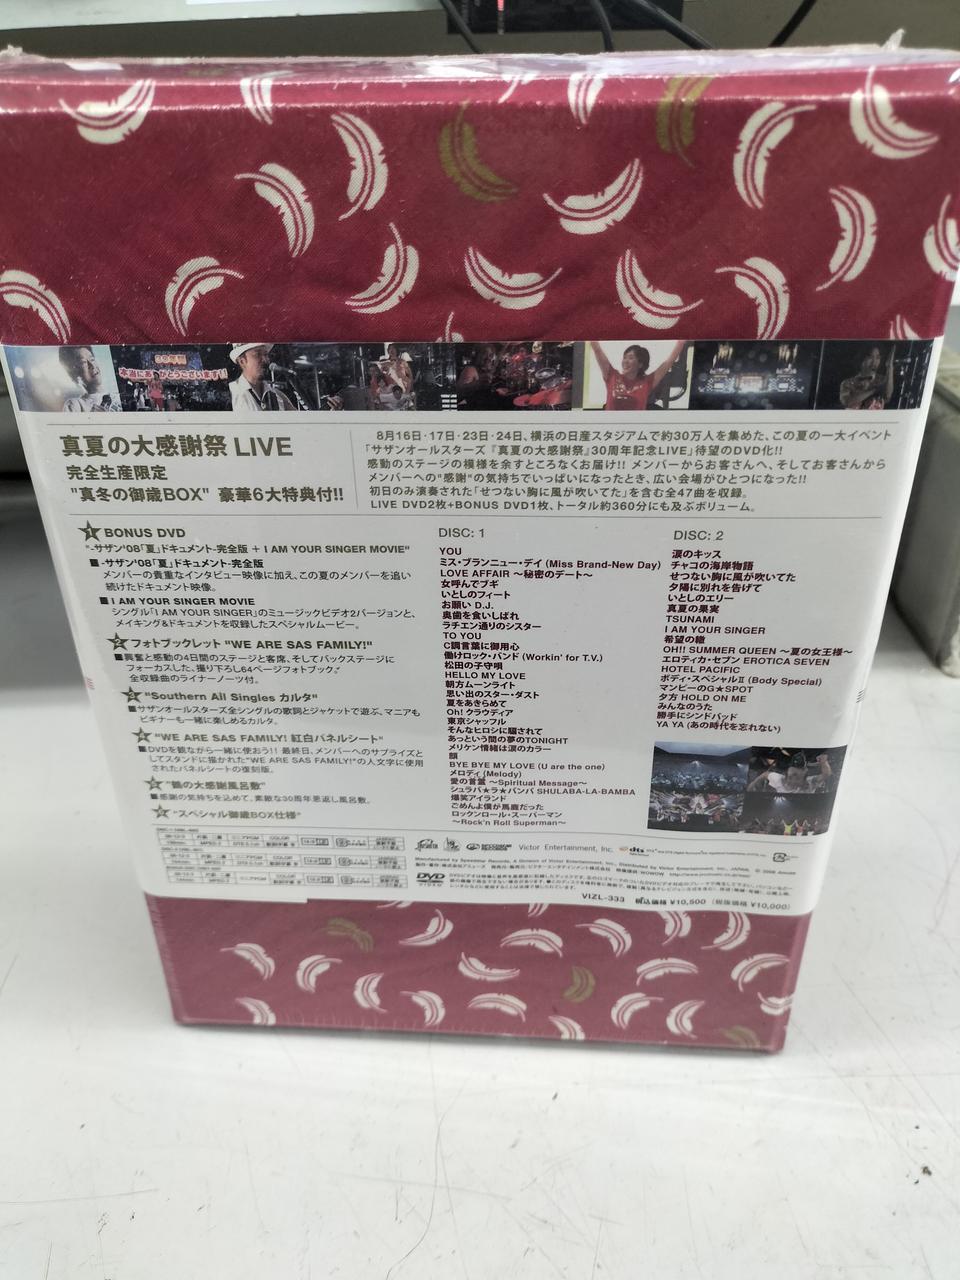 30年間
本当にありがとうございます!!
真夏の大感謝祭 LIVE
完全生産限定
"真冬の御歳BOX" 豪華6大特典付!!
8月16日・17日・23日・24日、横浜の日産スタジアムで約30万人を集めた、この夏の一大イベント
「サザンオールスターズ『真夏の大感謝祭』30周年記念LIVE」待望のDVD化!!
感動のステージの模様を余すところなくお届け!! メンバーからお客さんへ、そしてお客さんから
メンバーへの"感謝"の気持ちでいっぱいになったとき、広い会場がひとつになった!!
初日のみ演奏された「せつない胸に風が吹いてた」を含む全47曲を収録。
LIVE DVD2枚+BONUS DVD1枚、トータル約360分にも及ぶボリューム。
1 BONUS DVD
"-サザン'08「夏」ドキュメント-完全版 + I AM YOUR SINGER MOVIE"
■-サザン'08「夏」ドキュメント-完全版
メンバーの貴重なインタビュー映像に加え、この夏のメンバーを追い
続けたドキュメント映像。
■I AM YOUR SINGER MOVIE
シングル「I AM YOUR SINGER」のミュージックビデオ2バージョンと、
メイキング&ドキュメントを収録したスペシャルムービー。
2 フォトブックレット "WE ARE SAS FAMILY!"
■興奮と感動の4日間のステージと客席、そしてバックステージに
フォーカスした、撮り下ろし64ページフォトブック。
全収録曲のライナーノーツ付。
3 "Southern All Singles カルタ"
■サザンオールスターズ全シングルの歌詞とジャケットで遊ぶ、マニアも
ビギナーも一緒に楽しめるカルタ。
4 "WE ARE SAS FAMILY! 紅白パネルシート"
■DVDを観ながら一緒に使おう!! 最終日、メンバーへのサプライズと
してスタンドに描かれた"WE ARE SAS FAMILY!"の人文字に使用
されたパネルシートの復刻版。
5 "鶴の大感謝風呂敷"
■感謝の気持ちを込めて、素敵な30周年恩返し風呂敷。
6 "スペシャル御歳BOX仕様"
DISC: 1
YOU
ミス・ブランニュー・デイ (Miss Brand-New Day)
LOVE AFFAIR 〜秘密のデート〜
女呼んでブギ
いとしのフィート
お願い D.J.
奥歯を食いしばれ
ラチエン通りのシスター
TO YOU
C調言葉に御用心
働けロック・バンド (Workin' for T.V.)
松田の子守唄
HELLO MY LOVE
朝方ムーンライト
思い出のスター・ダスト
夏をあきらめて
Oh! クラウディア
東京シャッフル
そんなヒロシに騙されて
あっという間の夢のTONIGHT
メリケン情緒は涙のカラー
顔
BYE BYE MY LOVE (U are the one)
メロディ (Melody)
愛の言霊 〜Spiritual Message〜
シュラバ★ラ★バンバ SHULABA-LA-BAMBA
爆笑アイランド
ごめんよ僕が馬鹿だった
ロックンロール・スーパーマン
〜Rock'n Roll Superman〜
DISC: 2
涙のキッス
チャコの海岸物語
せつない胸に風が吹いてた
夕陽に別れを告げて
いとしのエリー
真夏の果実
TSUNAMI
I AM YOUR SINGER
希望の轍
OH!! SUMMER QUEEN 〜夏の女王様〜
エロティカ・セブン EROTICA SEVEN
HOTEL PACIFIC
ボディ・スペシャルII (Body Special)
マンピーのG★SPOT
夕方 HOLD ON ME
みんなのうた
勝手にシンドバッド
YA YA (あの時代を忘れない)
Victor Entertainment, Inc.
dts
DVD
VIDEO
VIZL-333 税込価格 ¥10,500 (税抜価格 ¥10,000)